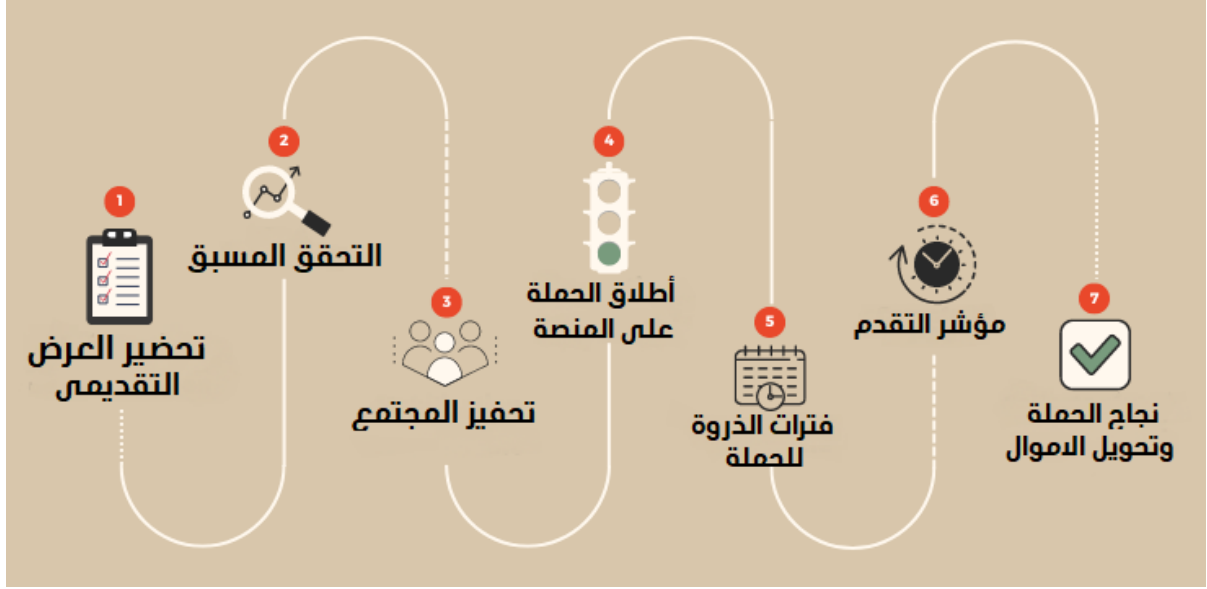 1
تحضير العرض
التقديمى
2
التحقق المسبق
3
تحفيز المجتمع
4
أطلاق الحملة
على المنصة
5
فترات الذروة
للحملة
6
مؤشر التقدم
7
نجاح الحملة
وتحويل الاموال